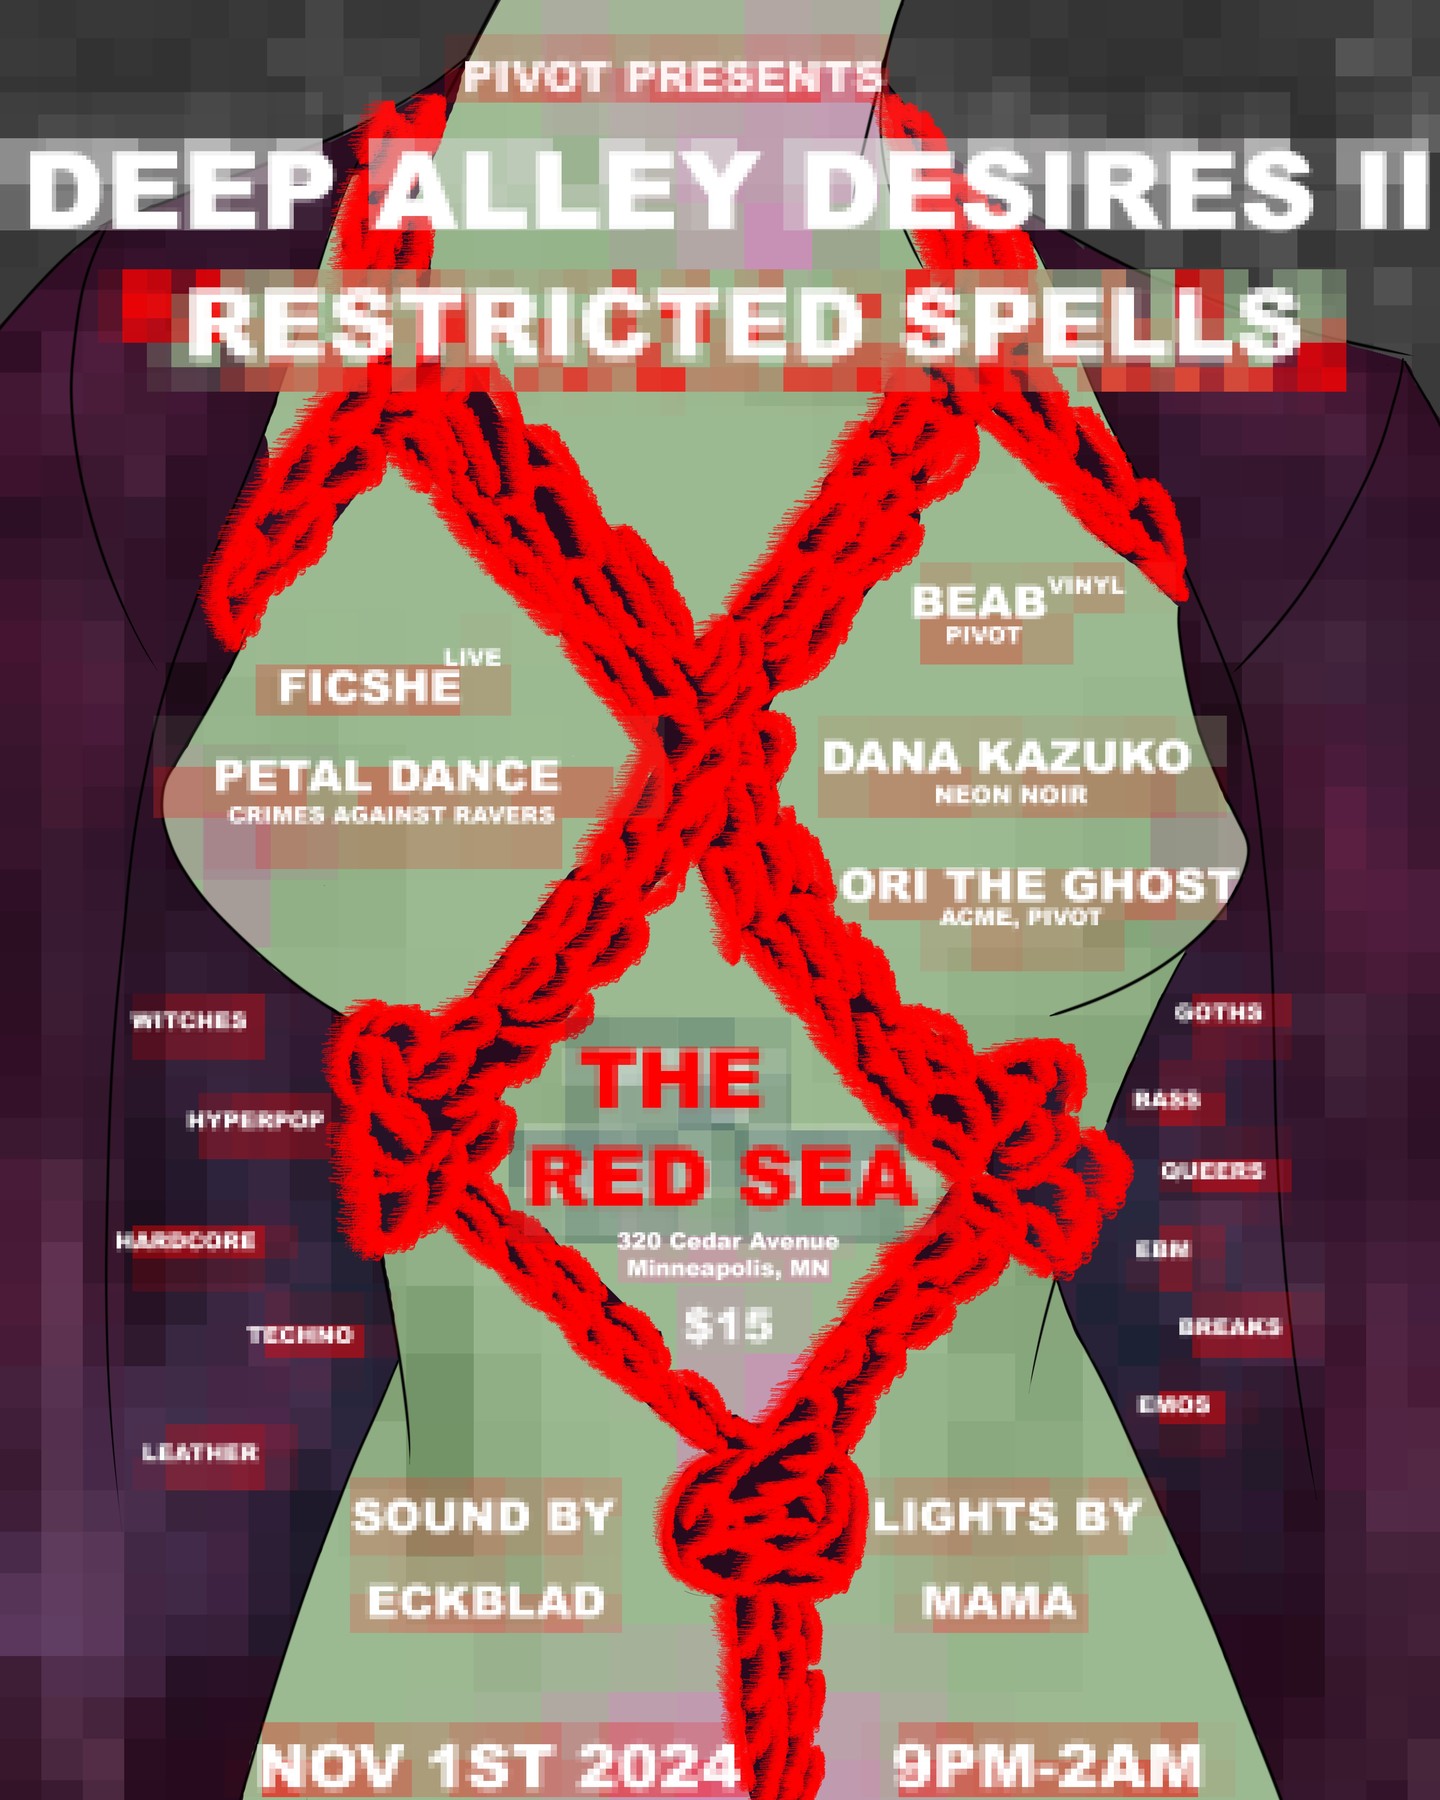 PIVOT PRESENTS
DEEP ALLEY DESIRES II
RESTRICTED SPELLS
LIVE
FICSHE
PETAL DANCE
CRIMES AGAINST RAVERS
BEAB VINYL
PIVOT
DANA KAZUKO
NEON NOIR
ORI THE GHOST
ACME, PIVOT
WITCHES
HYPERPOP
HARDCORE
TECHNO
LEATHER
THE
RED SEA
320 Cedar Avenue
Minneapolis, MN
$15
GOTHS
BASS
QUEERS
EBM
BREAKS
EMOS
SOUND BY
ECKBLAD
LIGHTS BY
MAMA
NOV 1ST 2024
9PM-2AM